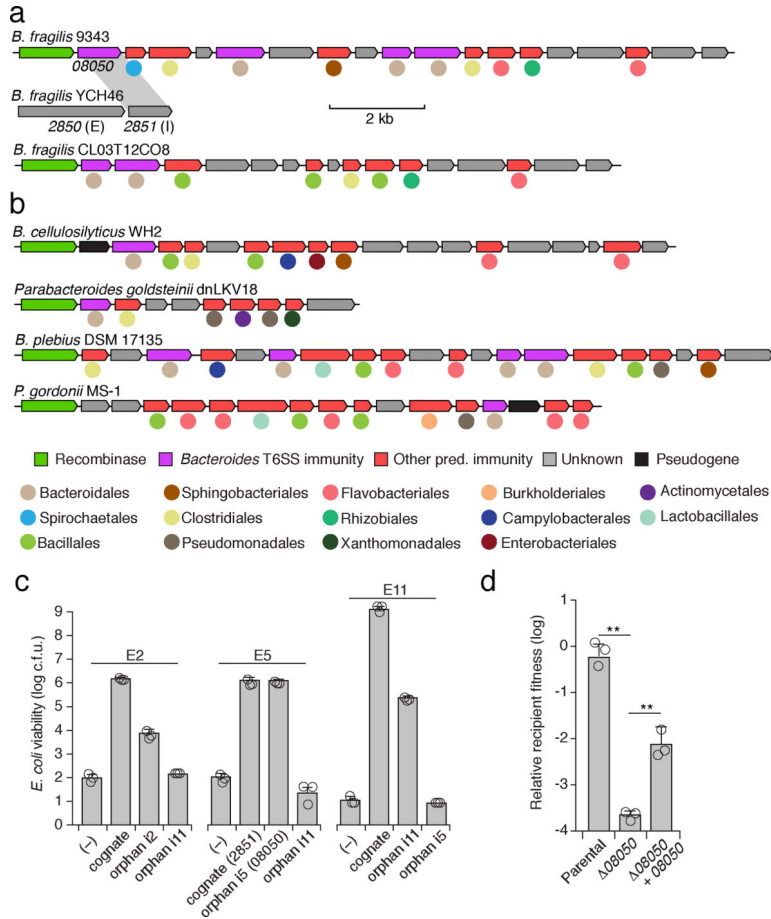 a
B. fragilis 9343
08050
B. fragilis YCH46
2850 (E) 2851 (I)
2 kb
B. fragilis CL03T12CO8
b
B. cellulosilyticus WH2
Parabacteroides goldsteinii dnLKV18
B. plebius DSM 17135
P. gordonii MS-1
Recombinase Bacteroides T6SS immunity Other pred. immunity Unknown Pseudogene
Bacteroidales Sphingobacteriales Flavobacteriales Burkholderiales Actinomycetales
Spirochaetales Clostridiales Rhizobiales Campylobacterales Lactobacillales
Bacillales Pseudomonadales Xanthomonadales Enterobacteriales
c
E. coli viability (log c.f.u.)
9
8
7
6
5
4
3
2
1
0
E2
E5
E11
(–)
cognate
orphan i2
orphan i11
(–)
cognate (2851)
orphan I5 (08050)
orphan i11
(–)
cognate
orphan i11
orphan i5
d
Relative recipient fitness (log)
1
0
-1
-2
-3
-4
**
**
Parental
Δ08050
Δ08050
+ 08050